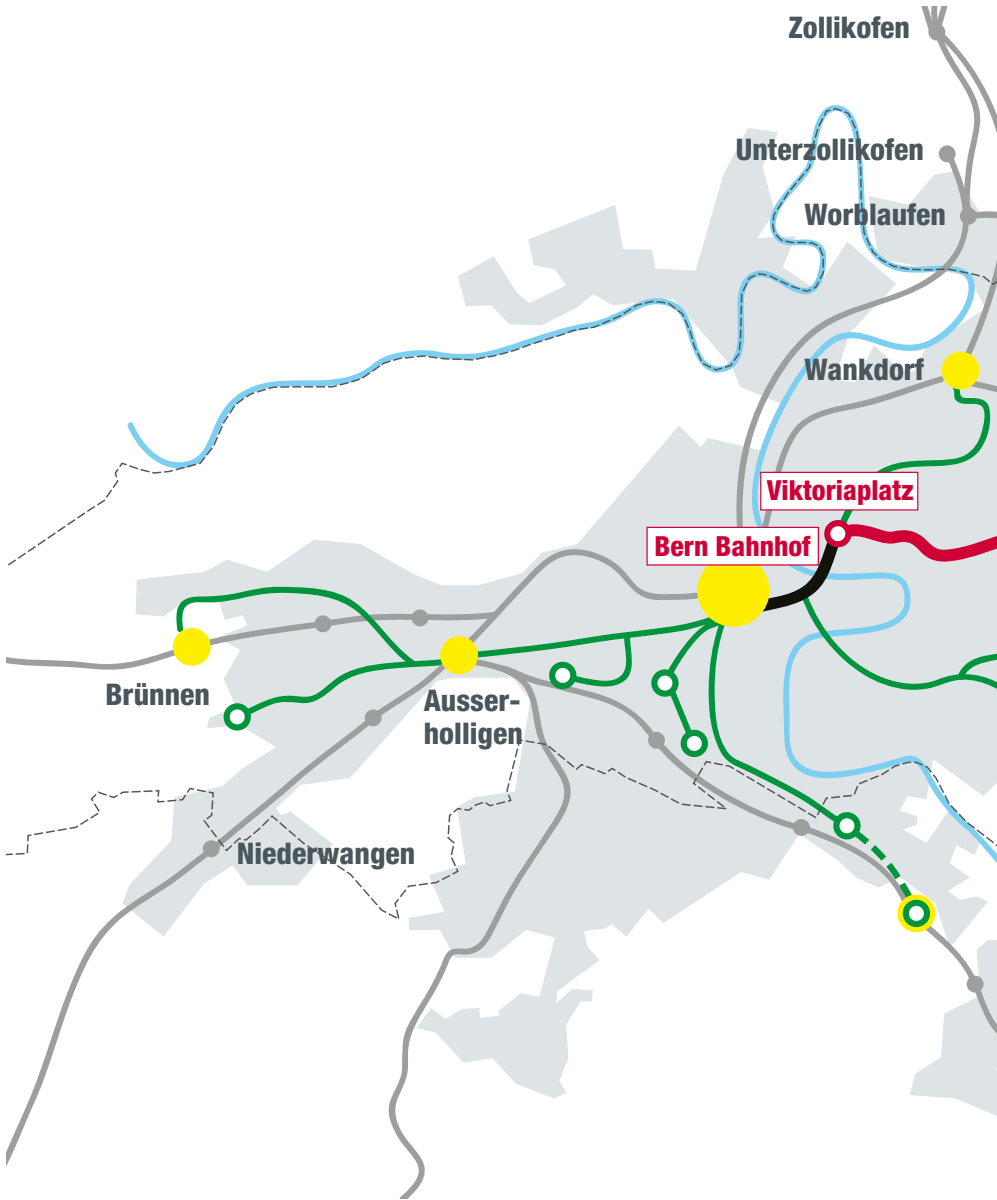 Zollikofen
Unterzollikofen
Worblaufen
Wankdorf
Viktoriaplatz
Bern Bahnhof
Brünnen
Ausser-
holligen
Niederwangen